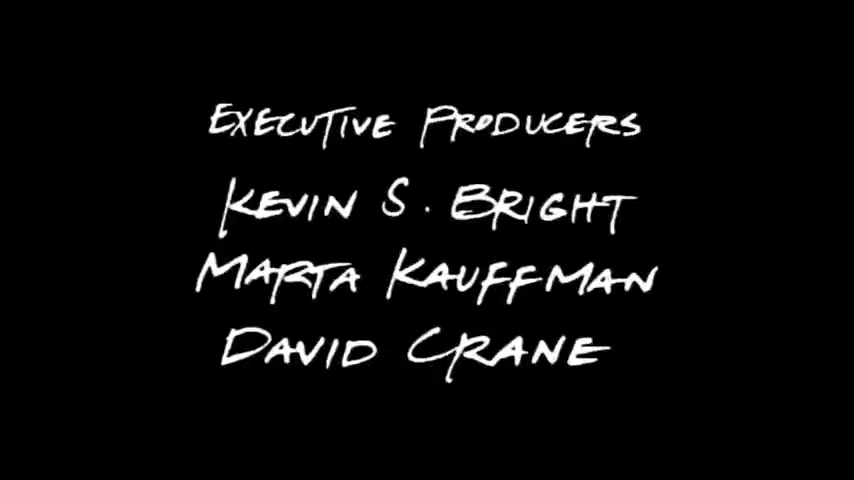 EXECUTIVE PRODUCERS
KEVIN S. BRIGHT
MARTA KAUFFMAN
DAVID CRANE